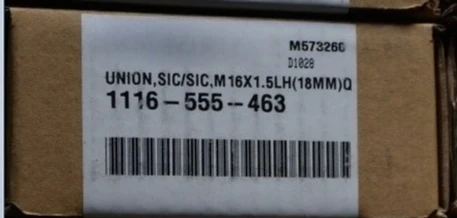 M573260
D1028
UNION,SIC/SIC,M16X1.5LH(18MM)Q
1116-555-463